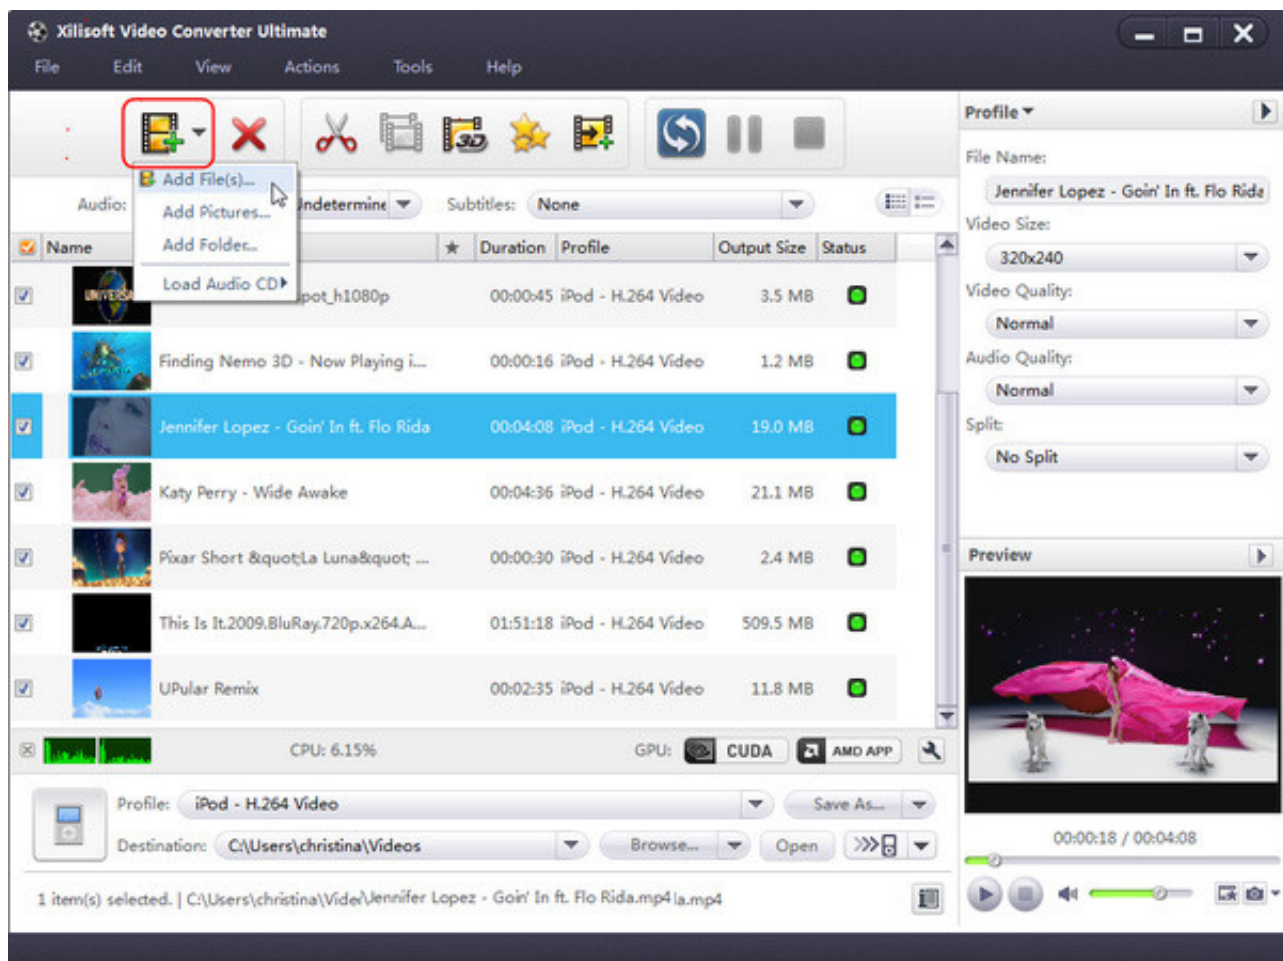 Xilisoft Video Converter Ultimate
File Edit View Actions Tools Help
3D
Profile
Add File(s)...
Add Pictures...
Add Folder...
Load Audio CD
Audio: Undetermine Subtitles: None
Name Duration Profile Output Size Status
pot_h1080p 00:00:45 iPod - H.264 Video 3.5 MB
Finding Nemo 3D - Now Playing i... 00:00:16 iPod - H.264 Video 1.2 MB
Jennifer Lopez - Goin' In ft. Flo Rida 00:04:08 iPod - H.264 Video 19.0 MB
Katy Perry - Wide Awake 00:04:36 iPod - H.264 Video 21.1 MB
Pixar Short &quot;La Luna&quot; ... 00:00:30 iPod - H.264 Video 2.4 MB
This Is It.2009.BluRay.720p.x264.A... 01:51:18 iPod - H.264 Video 509.5 MB
UPular Remix 00:02:35 iPod - H.264 Video 11.8 MB
CPU: 6.15% GPU: CUDA AMD APP
Profile: iPod - H.264 Video Save As...
Destination: C:\Users\christina\Videos Browse... Open
1 item(s) selected. | C:\Users\christina\Videi\Jennifer Lopez - Goin' In ft. Flo Rida.mp4 la.mp4
File Name:
Jennifer Lopez - Goin' In ft. Flo Rida
Video Size:
320x240
Video Quality:
Normal
Audio Quality:
Normal
Split:
No Split
Preview
00:00:18 / 00:04:08